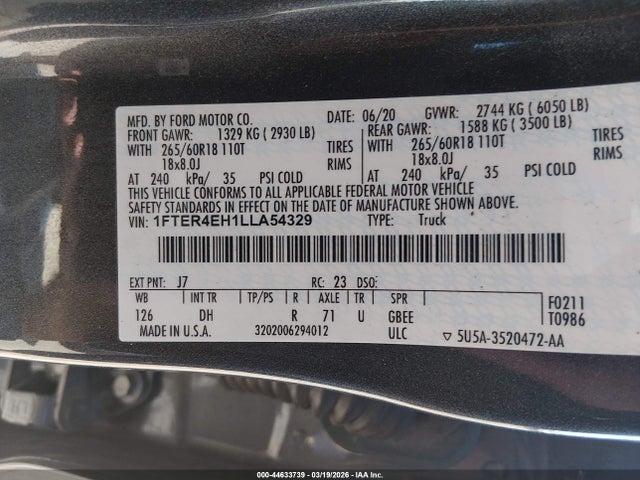 MFD. BY FORD MOTOR CO.
DATE: 06/20 GVWR: 2744 KG ( 6050 LB)
FRONT GAWR: 1329 KG ( 2930 LB) REAR GAWR: 1588 KG ( 3500 LB)
WITH 265/60R18 110T TIRES WITH 265/60R18 110T TIRES
18x8.0J RIMS 18x8.0J RIMS
AT 240 kPa/ 35 PSI COLD AT 240 kPa/ 35 PSI COLD
THIS VEHICLE CONFORMS TO ALL APPLICABLE FEDERAL MOTOR VEHICLE
SAFETY AND THEFT PREVENTION STANDARDS IN EFFECT ON THE
DATE OF MANUFACTURE SHOWN ABOVE.
VIN: 1FTER4EH1LLA54329 TYPE: Truck
EXT PNT: J7 RC: 23 DSO:
WB INT TR TP/PS R AXLE TR SPR F0211
126 DH R 71 U GBEE T0986
MADE IN U.S.A. 3202006294012 ULC ▽ 5U5A-3520472-AA
000-44633739 | 03/19/2026 | IAA Inc.